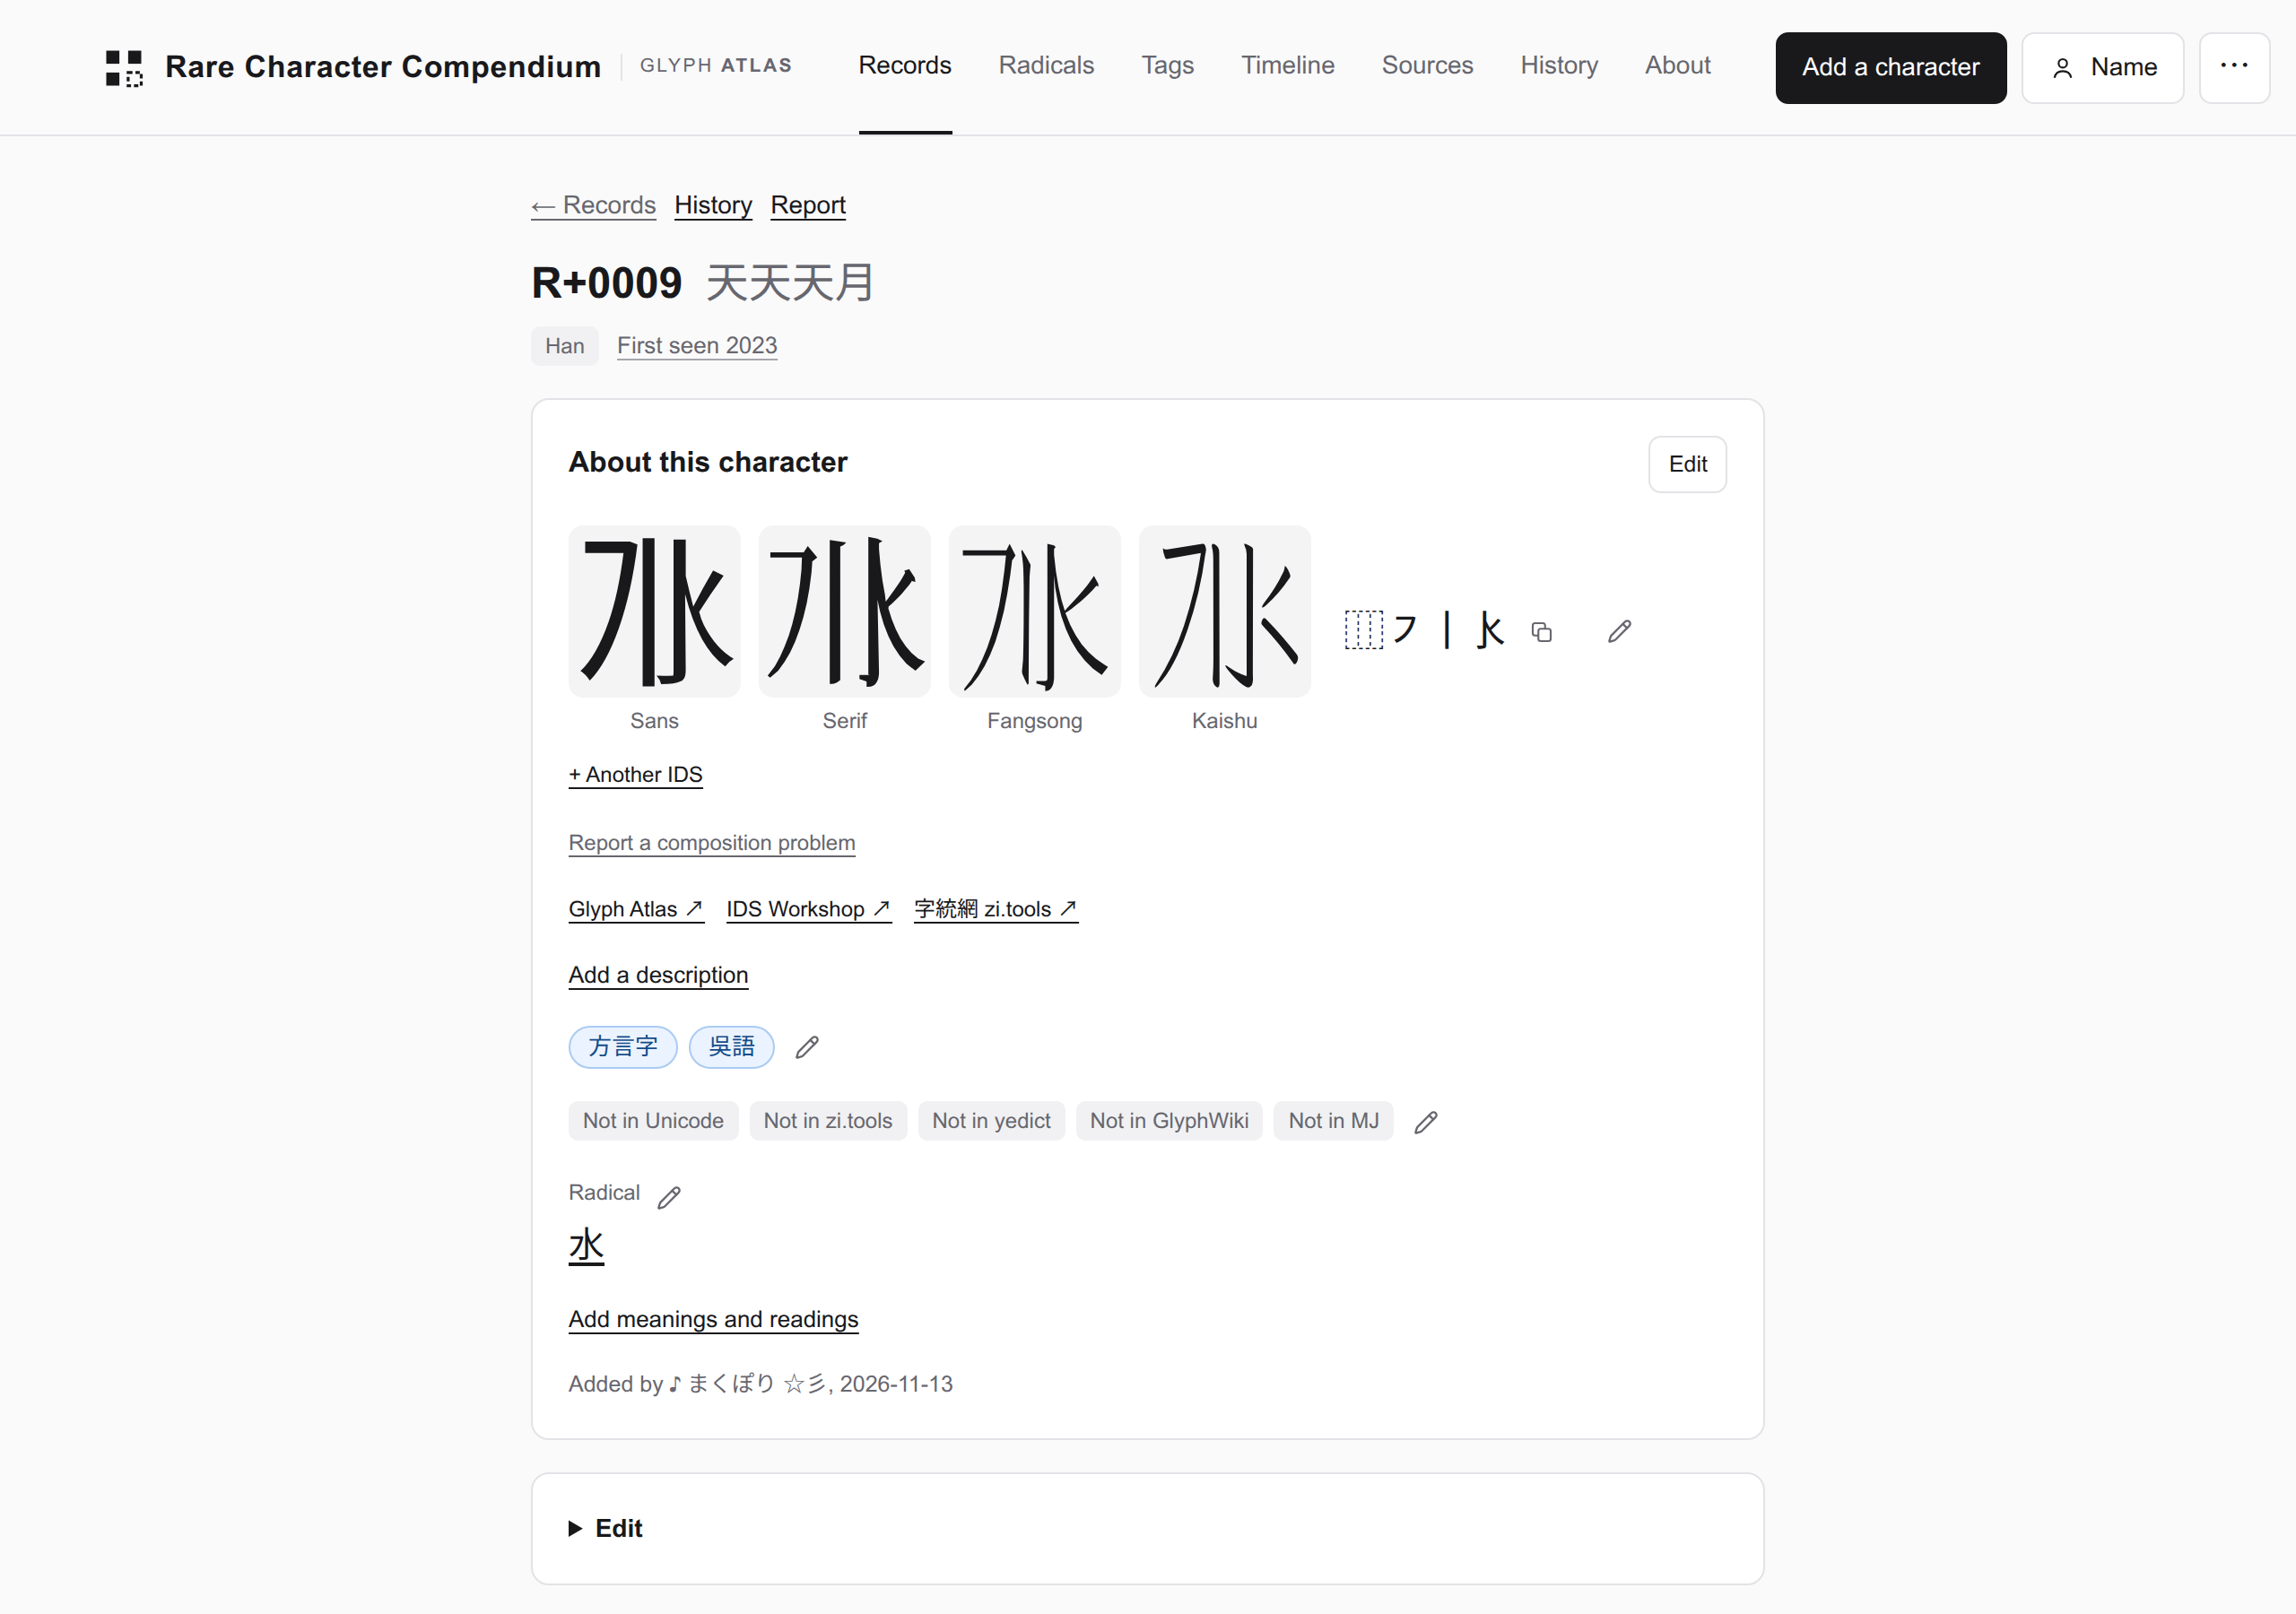 Rare Character Compendium GLYPH ATLAS Records Radicals Tags Timeline Sources History About Add a character Name ···
← Records History Report
R+0009 天天天月
Han First seen 2023
About this character Edit
Sans Serif Fangsong Kaishu
+ Another IDS
Report a composition problem
Glyph Atlas ↗ IDS Workshop ↗ 字統網 zi.tools ↗
Add a description
方言字 吳語
Not in Unicode Not in zi.tools Not in yedict Not in GlyphWiki Not in MJ
Radical
水
Add meanings and readings
Added by ♪ まくぽり ☆彡, 2026-11-13
Edit